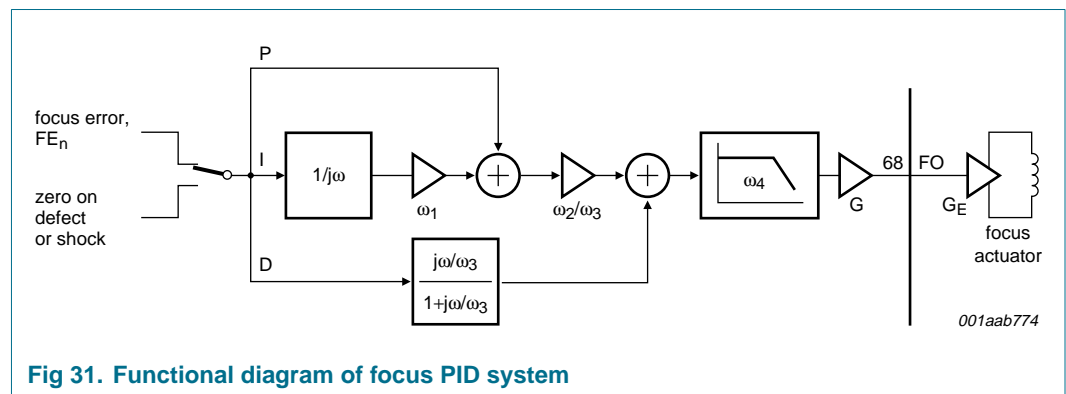 P
focus error,
FEn
I
zero on
defect
or shock
D
1/jω
ω1
+
ω2/ω3
+
jω/ω3
1+jω/ω3
ω4
G
68
FO
GE
focus
actuator
001aab774
Fig 31. Functional diagram of focus PID system